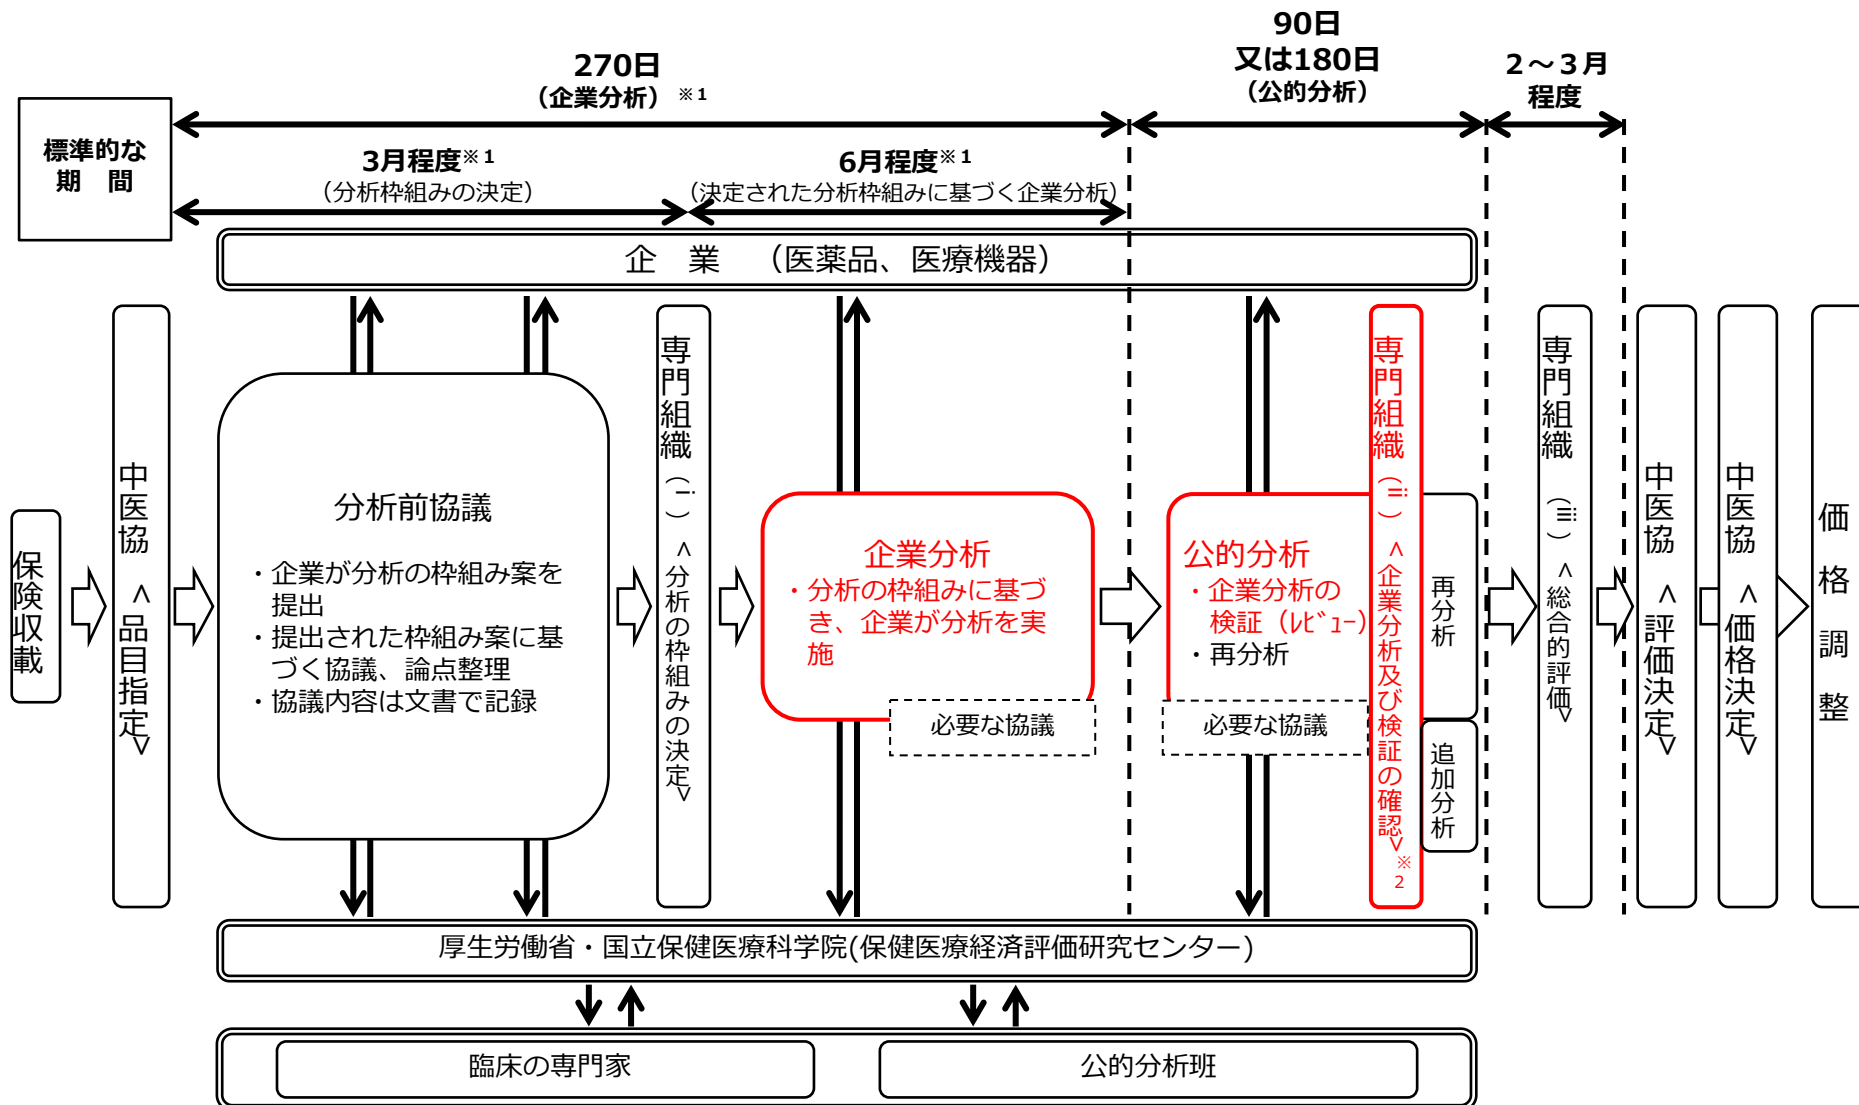 90日
又は180日
（公的分析）
270日
（企業分析）※1
2～3月
程度
標準的な
期　間
3月程度※1
（分析枠組みの決定）
6月程度※1
（決定された分析枠組みに基づく企業分析）
企　業　（医薬品、医療機器）
保険収載
中医協　<品目指定>
分析前協議
・企業が分析の枠組み案を
提出
・提出された枠組み案に基
づく協議、論点整理
・協議内容は文書で記録
専門組織（ⅰ）<分析の枠組みの決定>
企業分析
・分析の枠組みに基づ
き、企業が分析を実
施
必要な協議
公的分析
・企業分析の
検証（ﾚﾋﾞｭｰ）
・再分析
必要な協議
専門組織（ⅱ）<企業分析及び検証の確認>※2
再分析
追加分析
専門組織　（ⅲ）<総合的評価>
中医協　<評価決定>
中医協　<価格決定>
価格調整
厚生労働省・国立保健医療科学院(保健医療経済評価研究センター)
臨床の専門家
公的分析班